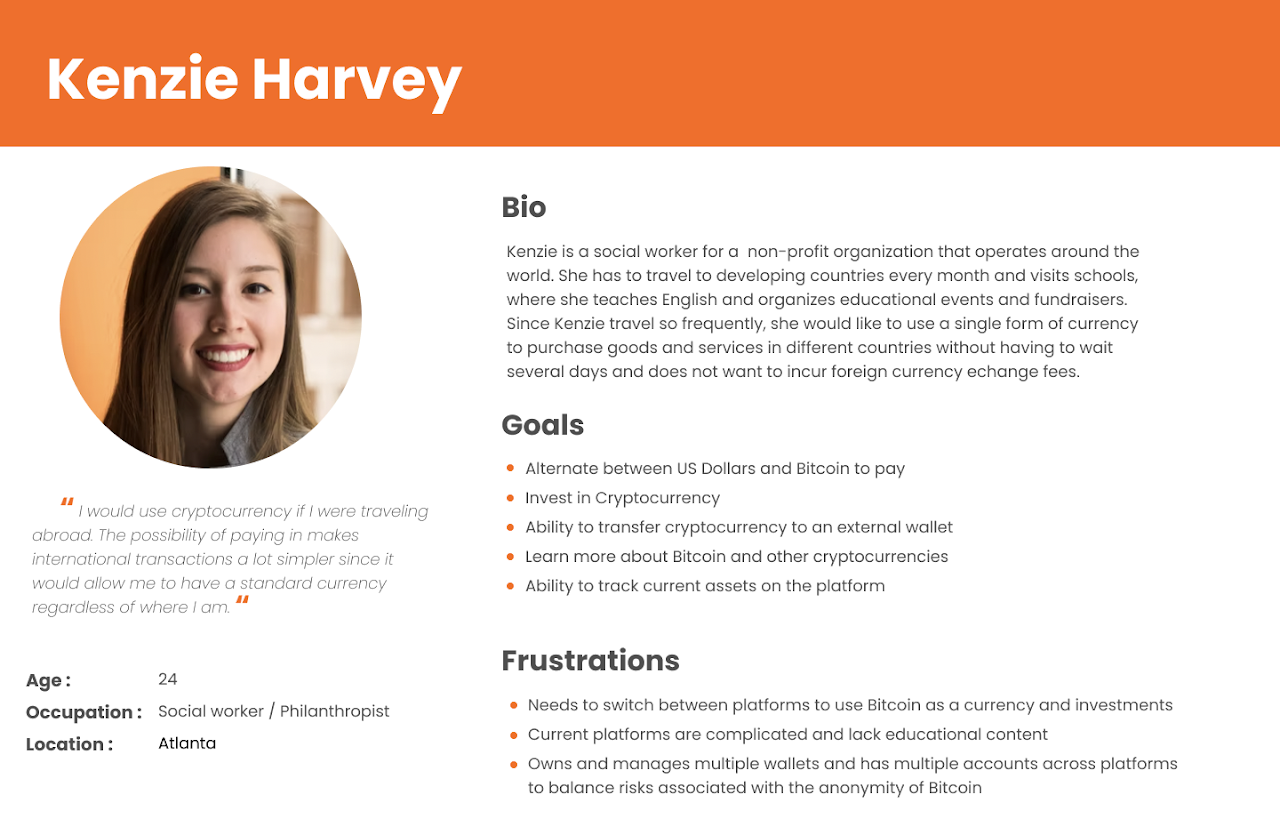 Kenzie Harvey
“ I would use cryptocurrency if I were traveling
abroad. The possibility of paying in makes
international transactions a lot simpler since it
would allow me to have a standard currency
regardless of where I am. “
Age : 24
Occupation : Social worker / Philanthropist
Location : Atlanta
Bio
Kenzie is a social worker for a  non-profit organization that operates around the
world. She has to travel to developing countries every month and visits schools,
where she teaches English and organizes educational events and fundraisers.
Since Kenzie travel so frequently, she would like to use a single form of currency
to purchase goods and services in different countries without having to wait
several days and does not want to incur foreign currency echange fees.
Goals
• Alternate between US Dollars and Bitcoin to pay
• Invest in Cryptocurrency
• Ability to transfer cryptocurrency to an external wallet
• Learn more about Bitcoin and other cryptocurrencies
• Ability to track current assets on the platform
Frustrations
• Needs to switch between platforms to use Bitcoin as a currency and investments
• Current platforms are complicated and lack educational content
• Owns and manages multiple wallets and has multiple accounts across platforms
to balance risks associated with the anonymity of Bitcoin